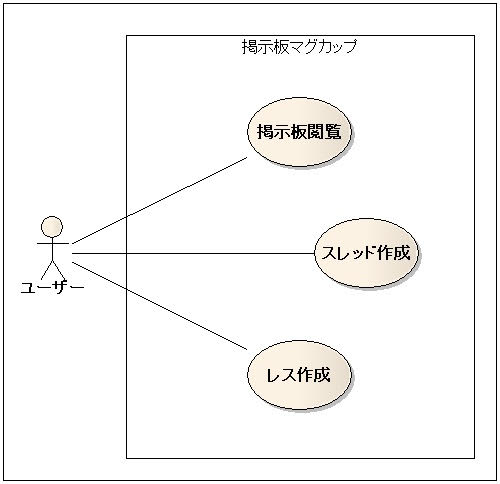 掲示板マグカップ
掲示板閲覧
スレッド作成
ユーザー
レス作成